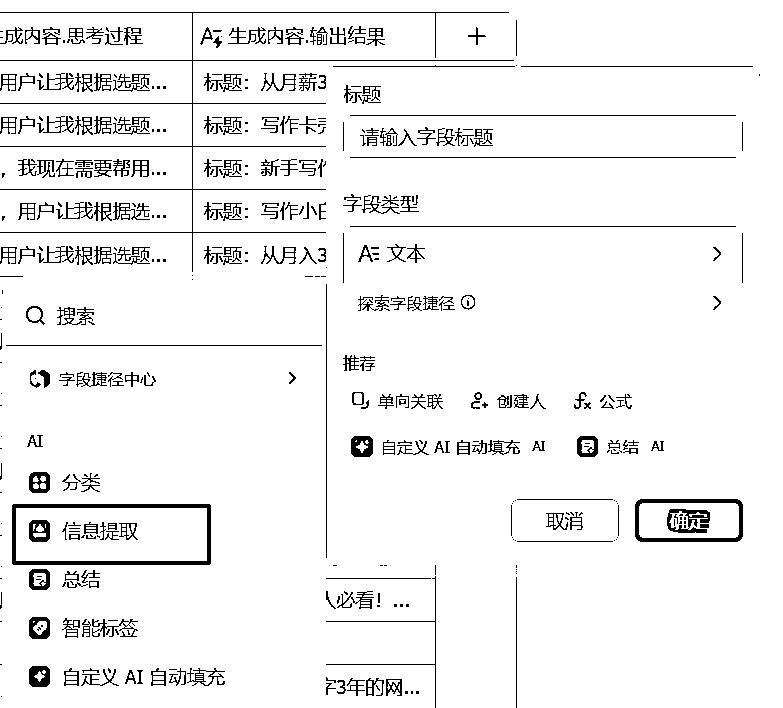 生成内容.思考过程
生成内容.输出结果
用户让我根据选题...
标题：从月薪3
用户让我根据选题...
标题：写作卡壳
，我现在需要帮用...
标题：新手写作
，用户让我根据选...
标题：写作小白
用户让我根据选题...
标题：从月入3
标题
请输入字段标题
字段类型
文本
探索字段捷径
推荐
单向关联
创建人
公式
自定义 AI 自动填充 AI
总结 AI
取消
确定
搜索
字段捷径中心
AI
分类
信息提取
总结
智能标签
自定义 AI 自动填充
人必看！...
字3年的网...